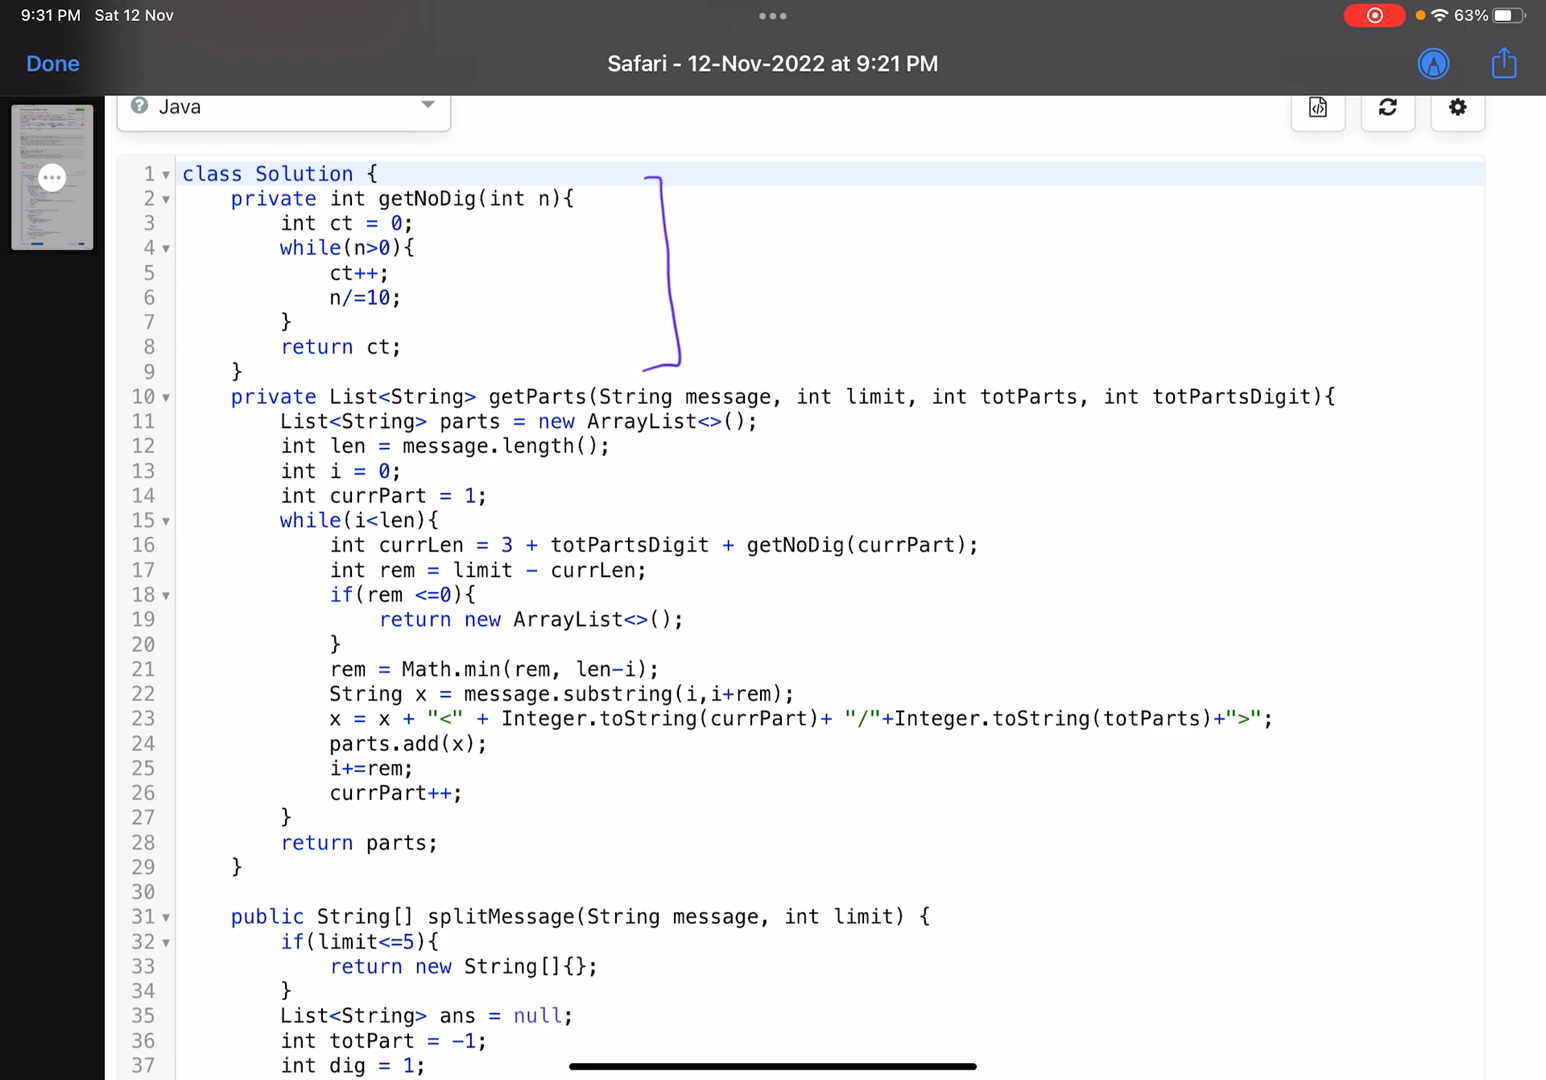 9:31 PM Sat 12 Nov
63%
Done
Safari - 12-Nov-2022 at 9:21 PM
Java
1 class Solution {
2 private int getNoDig(int n){
3 int ct = 0;
4 while(n>0){
5 ct++;
6 n/=10;
7 }
8 return ct;
9 }
10 private List<String> getParts(String message, int limit, int totParts, int totPartsDigit){
11 List<String> parts = new ArrayList<>();
12 int len = message.length();
13 int i = 0;
14 int currPart = 1;
15 while(i<len){
16 int currLen = 3 + totPartsDigit + getNoDig(currPart);
17 int rem = limit - currLen;
18 if(rem <=0){
19 return new ArrayList<>();
20 }
21 rem = Math.min(rem, len-i);
22 String x = message.substring(i,i+rem);
23 x = x + "<" + Integer.toString(currPart)+ "/"+Integer.toString(totParts)+">";
24 parts.add(x);
25 i+=rem;
26 currPart++;
27 }
28 return parts;
29 }
30
31 public String[] splitMessage(String message, int limit) {
32 if(limit<=5){
33 return new String[]{};
34 }
35 List<String> ans = null;
36 int totPart = -1;
37 int dig = 1;